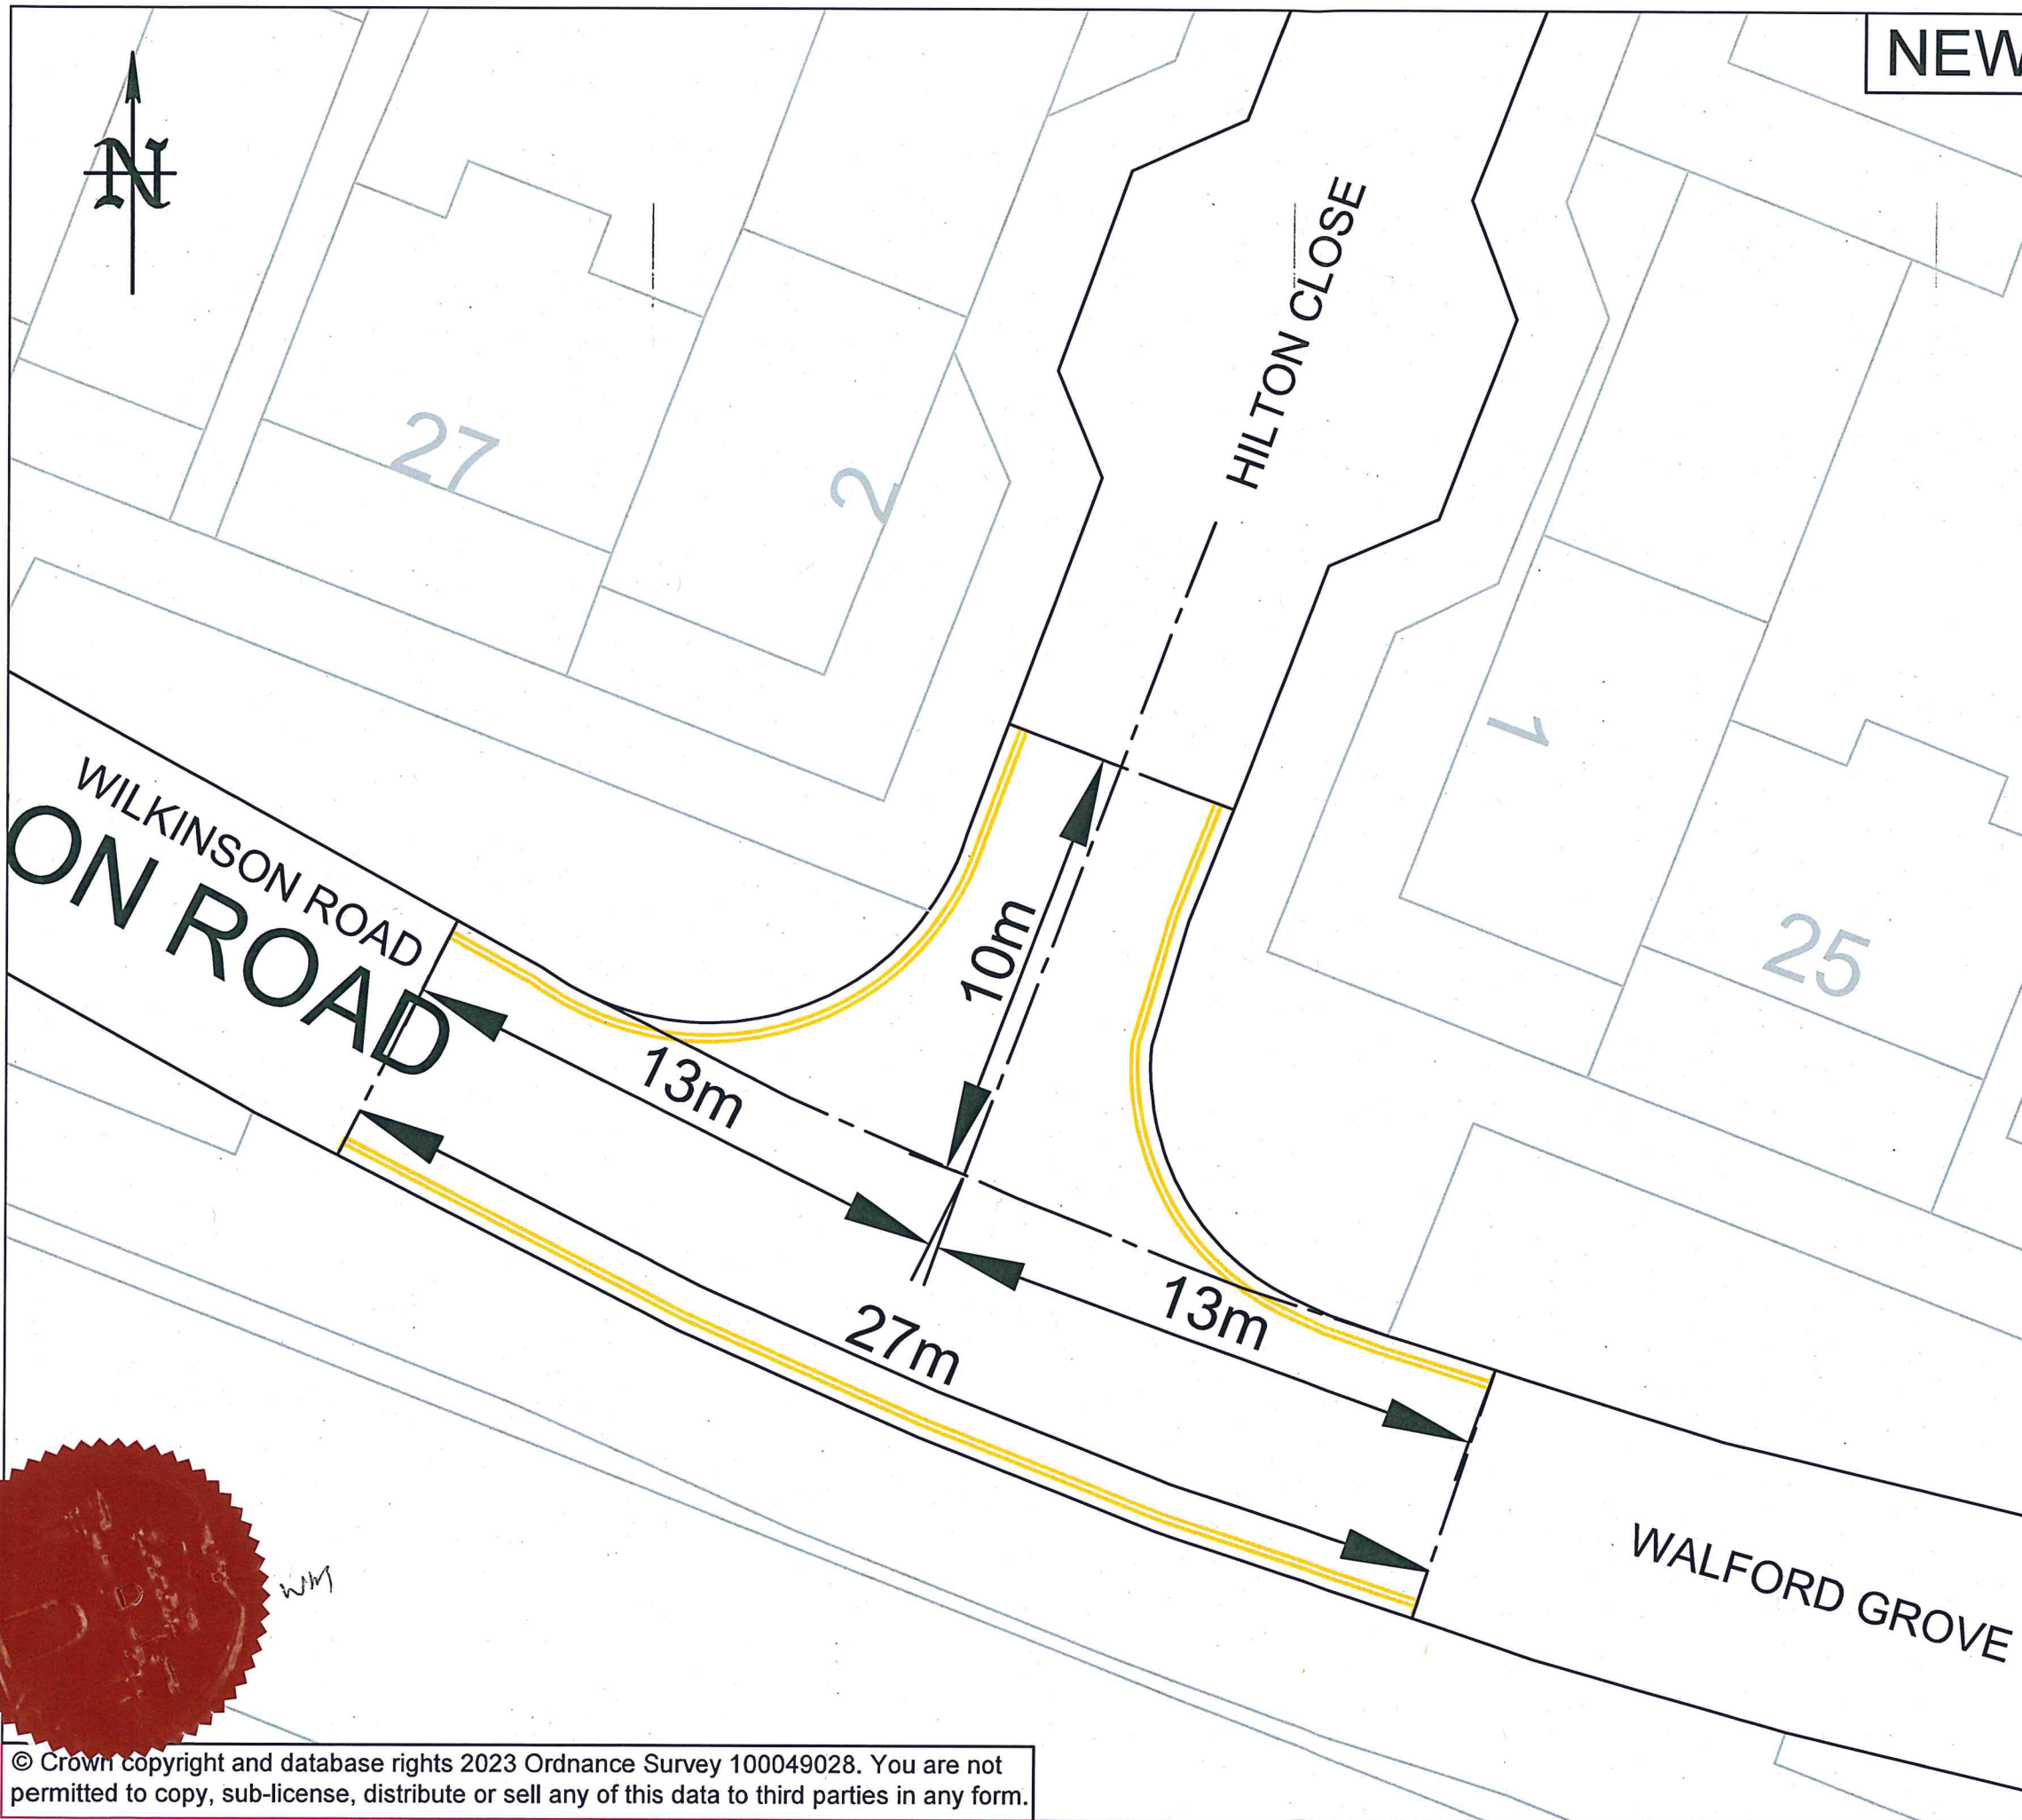 NEW
N
HILTON CLOSE
27
2
1
25
WILKINSON ROAD
ON ROAD
10m
13m
13m
27m
WALFORD GROVE
© Crown copyright and database rights 2023 Ordnance Survey 100049028. You are not
permitted to copy, sub-license, distribute or sell any of this data to third parties in any form.